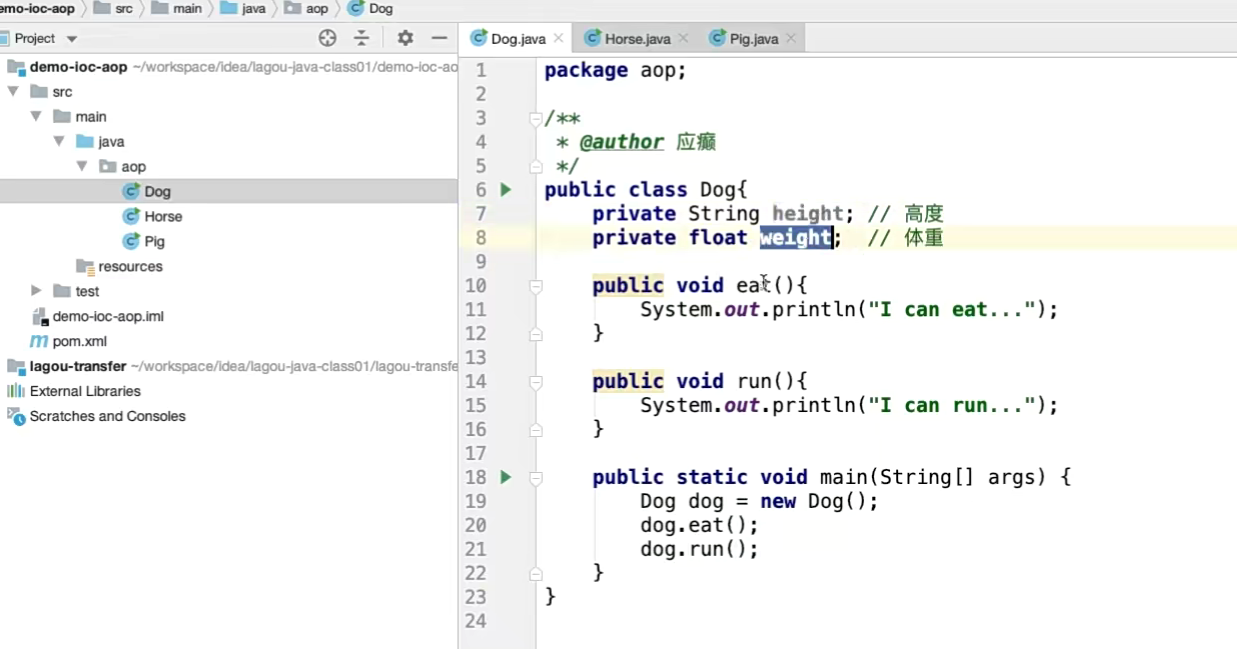 emo-ioc-aop src main java aop Dog
Project
Dog.java Horse.java Pig.java
demo-ioc-aop ~/workspace/idea/lagou-java-class01/demo-ioc-ao
src
main
java
aop
Dog
Horse
Pig
resources
test
demo-ioc-aop.iml
pom.xml
lagou-transfer ~/workspace/idea/lagou-java-class01/lagou-transfe
External Libraries
Scratches and Consoles
1 package aop;
2
3 /**
4 * @author 应癫
5 */
6 public class Dog{
7 private String height; // 高度
8 private float weight; // 体重
9
10 public void eat(){
11 System.out.println("I can eat...");
12 }
13
14 public void run(){
15 System.out.println("I can run...");
16 }
17
18 public static void main(String[] args) {
19 Dog dog = new Dog();
20 dog.eat();
21 dog.run();
22 }
23 }
24